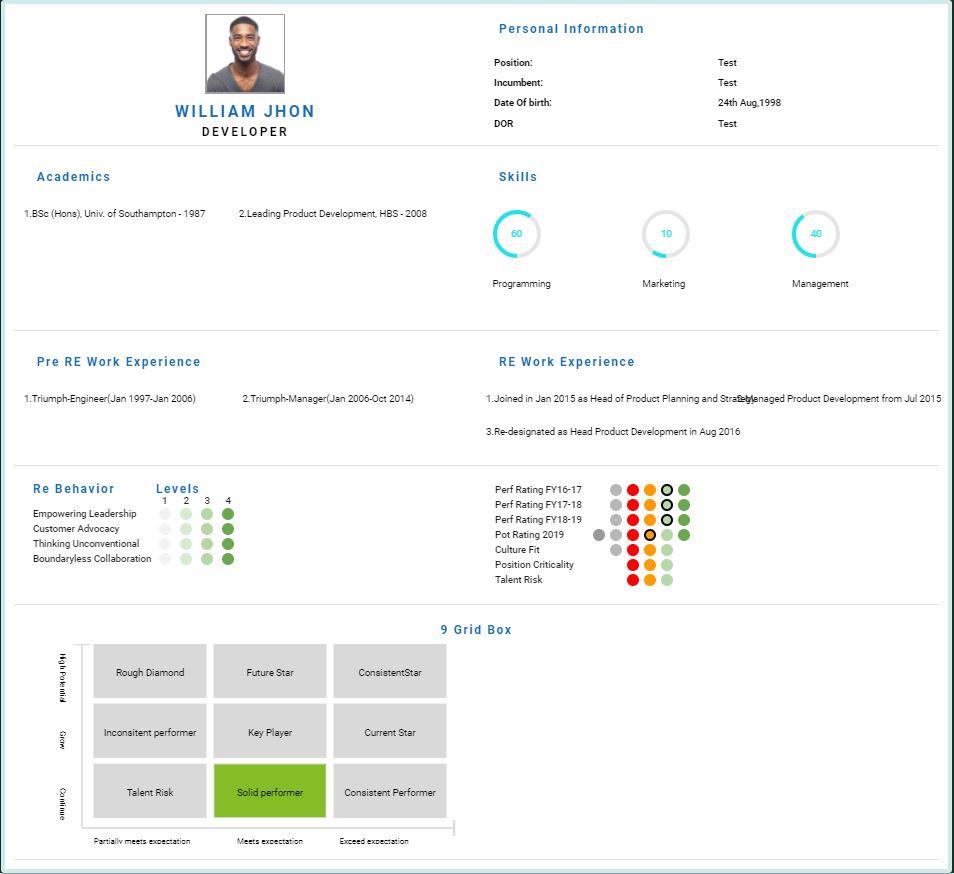 WILLIAM JHON
DEVELOPER
Personal Information
Position: Test
Incumbent: Test
Date Of birth: 24th Aug,1998
DOR Test
Academics
1.BSc (Hons), Univ. of Southampton - 1987 2.Leading Product Development, HBS - 2008
Skills
60 10 40
Programming Marketing Management
Pre RE Work Experience
1.Triumph-Engineer(Jan 1997-Jan 2006) 2.Triumph-Manager(Jan 2006-Oct 2014)
RE Work Experience
1.Joined in Jan 2015 as Head of Product Planning and Strategy 2.Managed Product Development from Jul 2015
3.Re-designated as Head Product Development in Aug 2016
Re Behavior Levels
1 2 3 4
Empowering Leadership
Customer Advocacy
Thinking Unconventional
Boundaryless Collaboration
Perf Rating FY16-17
Perf Rating FY17-18
Perf Rating FY18-19
Pot Rating 2019
Culture Fit
Position Criticality
Talent Risk
9 Grid Box
High Potential
Rough Diamond Future Star ConsistentStar
Grow
Inconsitent performer Key Player Current Star
Continue
Talent Risk Solid performer Consistent Performer
Partially meets expectation Meets expectation Exceed expectation